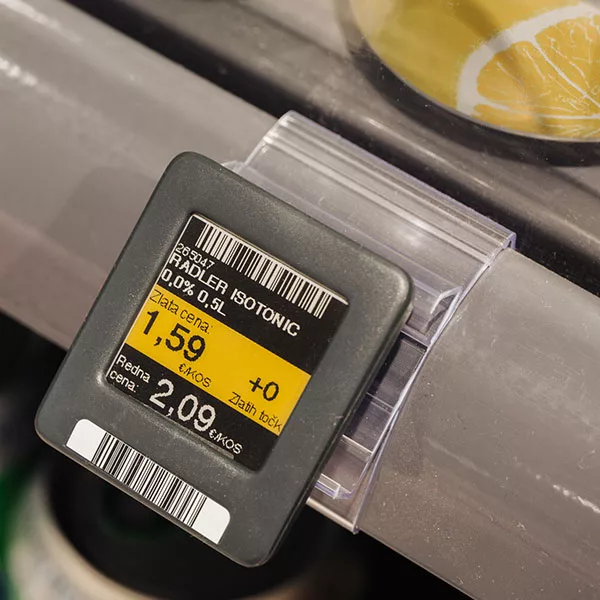 265047
RADLER ISOTONIC
0,0% 0,5L
Zlata cena:
1,59
€/KOS
+0
Zlatih točk
Redna
cena:
2,09
€/KOS